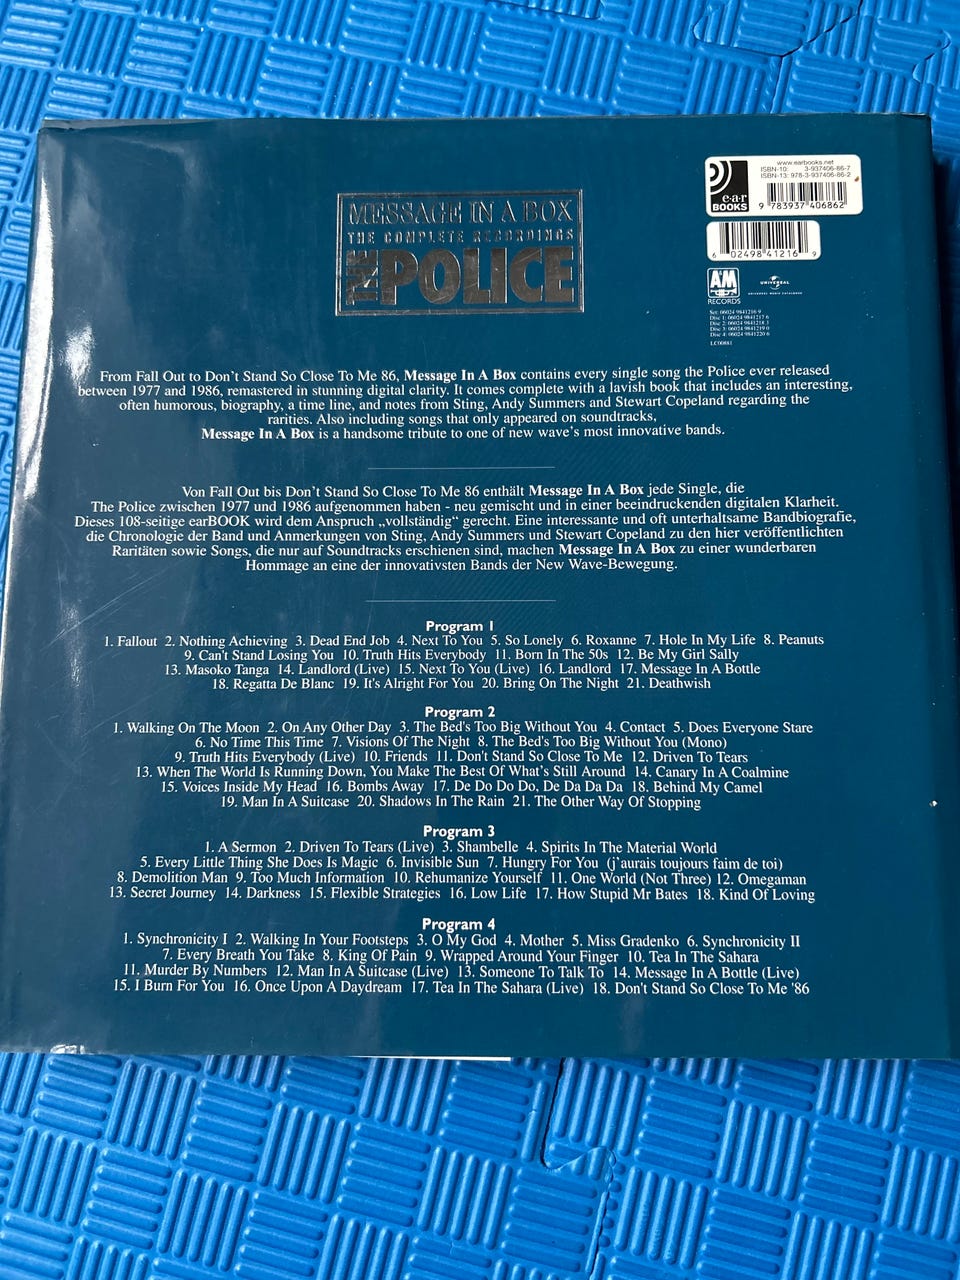 www.earbooks.net
ISBN-10: 3-937406-86-7
ISBN-13: 978-3-937406-86-2
e·a·r
BOOKS
9 783937 406862
6 02498 41216 9
A&M
RECORDS
UNIVERSAL
UNIVERSAL MUSIC CATALOGUE
Set: 06024 9841216 9
Disc 1: 06024 9841217 6
Disc 2: 06024 9841218 3
Disc 3: 06024 9841219 0
Disc 4: 06024 9841220 6
LC00881
MESSAGE IN A BOX
THE COMPLETE RECORDINGS
THE POLICE
From Fall Out to Don't Stand So Close To Me 86, Message In A Box contains every single song the Police ever released
between 1977 and 1986, remastered in stunning digital clarity. It comes complete with a lavish book that includes an interesting,
often humorous, biography, a time line, and notes from Sting, Andy Summers and Stewart Copeland regarding the
rarities. Also including songs that only appeared on soundtracks.
Message In A Box is a handsome tribute to one of new wave's most innovative bands.
Von Fall Out bis Don't Stand So Close To Me 86 enthält Message In A Box jede Single, die
The Police zwischen 1977 und 1986 aufgenommen haben - neu gemischt und in einer beeindruckenden digitalen Klarheit.
Dieses 108-seitige earBOOK wird dem Anspruch „vollständig“ gerecht. Eine interessante und oft unterhaltsame Bandbiografie,
die Chronologie der Band und Anmerkungen von Sting, Andy Summers und Stewart Copeland zu den hier veröffentlichten
Raritäten sowie Songs, die nur auf Soundtracks erschienen sind, machen Message In A Box zu einer wunderbaren
Hommage an eine der innovativsten Bands der New Wave-Bewegung.
Program 1
1. Fallout 2. Nothing Achieving 3. Dead End Job 4. Next To You 5. So Lonely 6. Roxanne 7. Hole In My Life 8. Peanuts
9. Can't Stand Losing You 10. Truth Hits Everybody 11. Born In The 50s 12. Be My Girl Sally
13. Masoko Tanga 14. Landlord (Live) 15. Next To You (Live) 16. Landlord 17. Message In A Bottle
18. Regatta De Blanc 19. It's Alright For You 20. Bring On The Night 21. Deathwish
Program 2
1. Walking On The Moon 2. On Any Other Day 3. The Bed's Too Big Without You 4. Contact 5. Does Everyone Stare
6. No Time This Time 7. Visions Of The Night 8. The Bed's Too Big Without You (Mono)
9. Truth Hits Everybody (Live) 10. Friends 11. Don't Stand So Close To Me 12. Driven To Tears
13. When The World Is Running Down, You Make The Best Of What's Still Around 14. Canary In A Coalmine
15. Voices Inside My Head 16. Bombs Away 17. De Do Do Do, De Da Da Da 18. Behind My Camel
19. Man In A Suitcase 20. Shadows In The Rain 21. The Other Way Of Stopping
Program 3
1. A Sermon 2. Driven To Tears (Live) 3. Shambelle 4. Spirits In The Material World
5. Every Little Thing She Does Is Magic 6. Invisible Sun 7. Hungry For You (j'aurais toujours faim de toi)
8. Demolition Man 9. Too Much Information 10. Rehumanize Yourself 11. One World (Not Three) 12. Omegaman
13. Secret Journey 14. Darkness 15. Flexible Strategies 16. Low Life 17. How Stupid Mr Bates 18. Kind Of Loving
Program 4
1. Synchronicity I 2. Walking In Your Footsteps 3. O My God 4. Mother 5. Miss Gradenko 6. Synchronicity II
7. Every Breath You Take 8. King Of Pain 9. Wrapped Around Your Finger 10. Tea In The Sahara
11. Murder By Numbers 12. Man In A Suitcase (Live) 13. Someone To Talk To 14. Message In A Bottle (Live)
15. I Burn For You 16. Once Upon A Daydream 17. Tea In The Sahara (Live) 18. Don't Stand So Close To Me '86